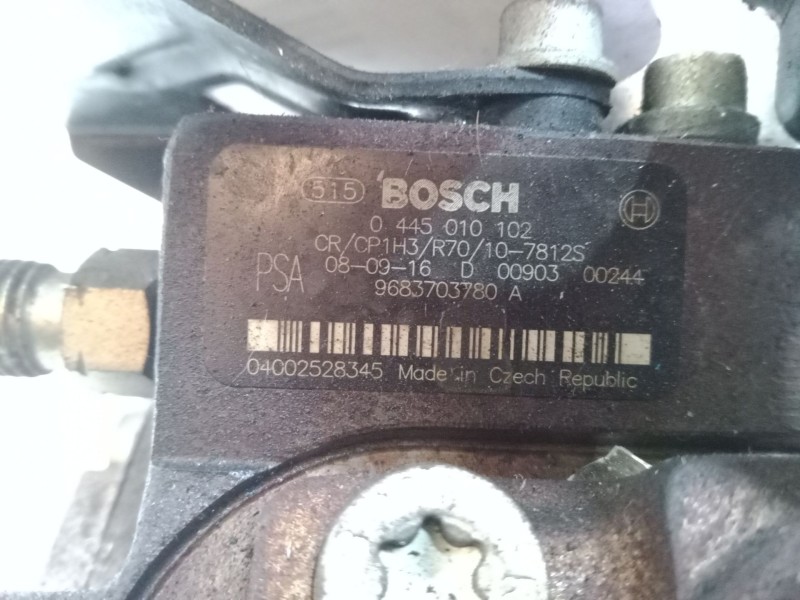 515 BOSCH
0 445 010 102
CR/CP1H3/R70/10-7812S
PSA 08-09-16 D 00903 00244
9683703780 A
04002528345 Made in Czech Republic